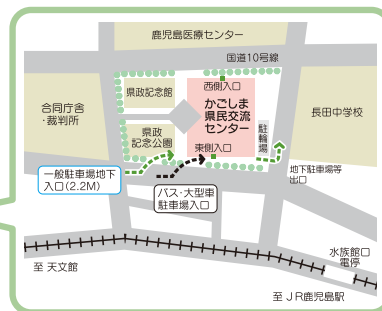 鹿児島医療センター
国道10号線
県政記念館
西側入口
かごしま
県民交流
センター
合同庁舎
・裁判所
長田中学校
県政
記念公園
駐輪場
東側入口
一般駐車場地下
入口(2.2M)
バス・大型車
駐車場入口
地下駐車場等
出口
水族館口
電停
至 天文館
至 JR鹿児島駅